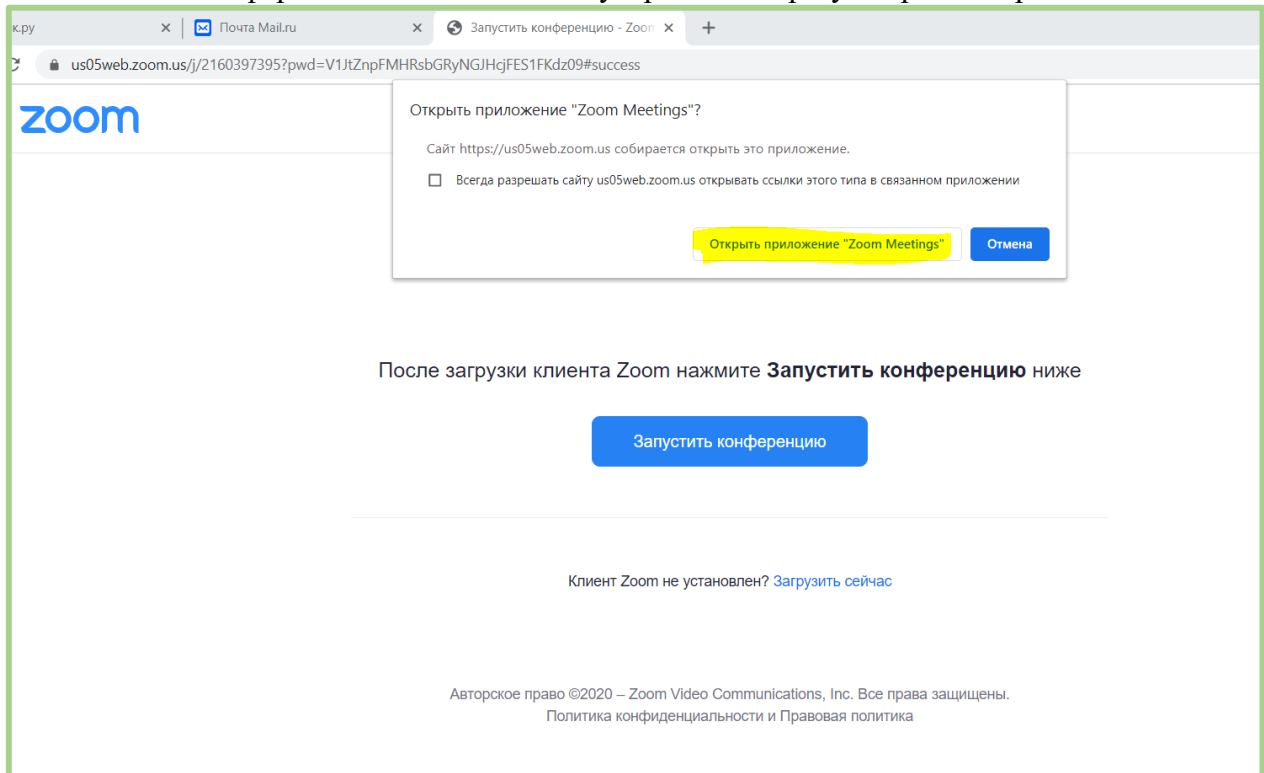 к.ру
Почта Mail.ru
Запустить конференцию - Zoom
us05web.zoom.us/j/2160397395?pwd=V1JtZnpFMHRsbGRyNGJHcjFES1FKdz09#success
zoom
Открыть приложение "Zoom Meetings"?
Сайт https://us05web.zoom.us собирается открыть это приложение.
Всегда разрешать сайту us05web.zoom.us открывать ссылки этого типа в связанном приложении
Открыть приложение "Zoom Meetings"
Отмена
После загрузки клиента Zoom нажмите Запустить конференцию ниже
Запустить конференцию
Клиент Zoom не установлен? Загрузить сейчас
Авторское право ©2020 – Zoom Video Communications, Inc. Все права защищены.
Политика конфиденциальности и Правовая политика